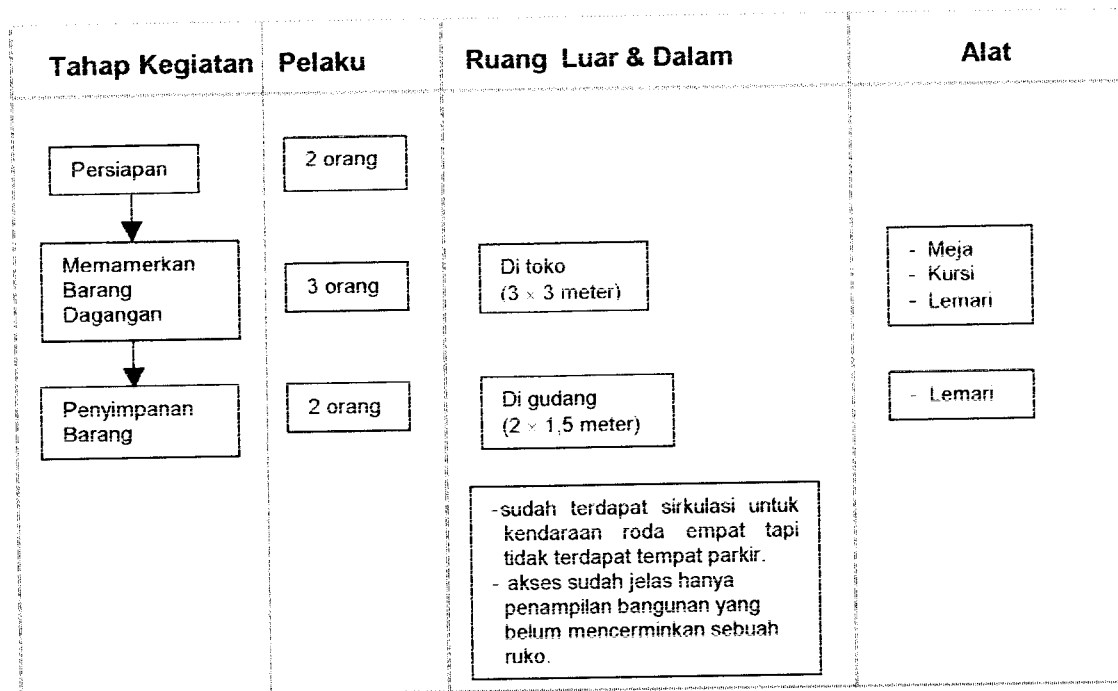 Tahap Kegiatan Pelaku Ruang Luar & Dalam Alat
Persiapan
2 orang
Memamerkan
Barang
Dagangan
3 orang
Di toko
(3 × 3 meter)
- Meja
- Kursi
- Lemari
Penyimpanan
Barang
2 orang
Di gudang
(2 × 1,5 meter)
- Lemari
-sudah terdapat sirkulasi untuk
kendaraan roda empat tapi
tidak terdapat tempat parkir.
- akses sudah jelas hanya
penampilan bangunan yang
belum mencerminkan sebuah
ruko.